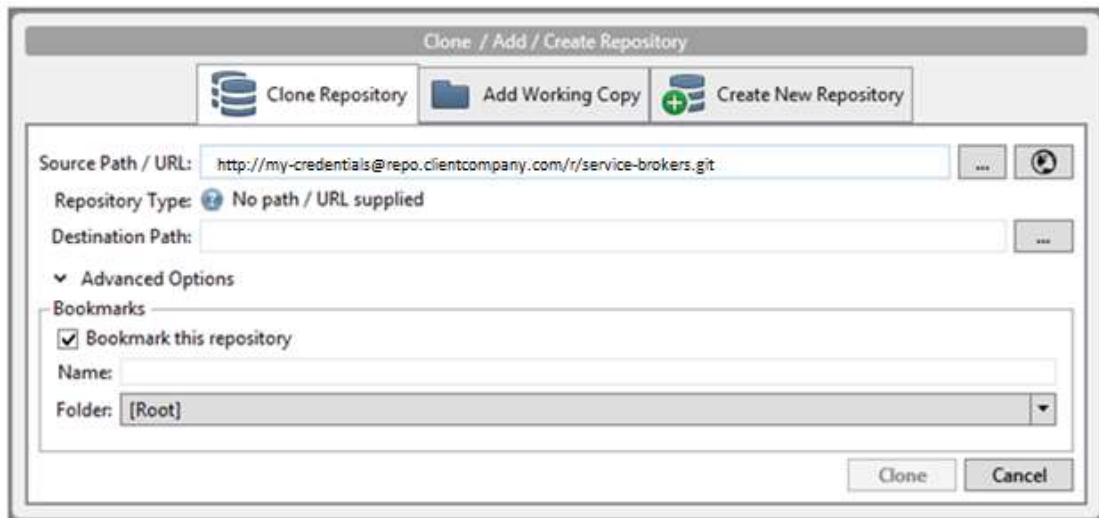 Clone / Add / Create Repository
Clone Repository
Add Working Copy
Create New Repository
Source Path / URL: http://my-credentials@repo.clientcompany.com/r/service-brokers.git ...
Repository Type: No path / URL supplied
Destination Path: ...
Advanced Options
Bookmarks
Bookmark this repository
Name:
Folder: [Root]
Clone Cancel